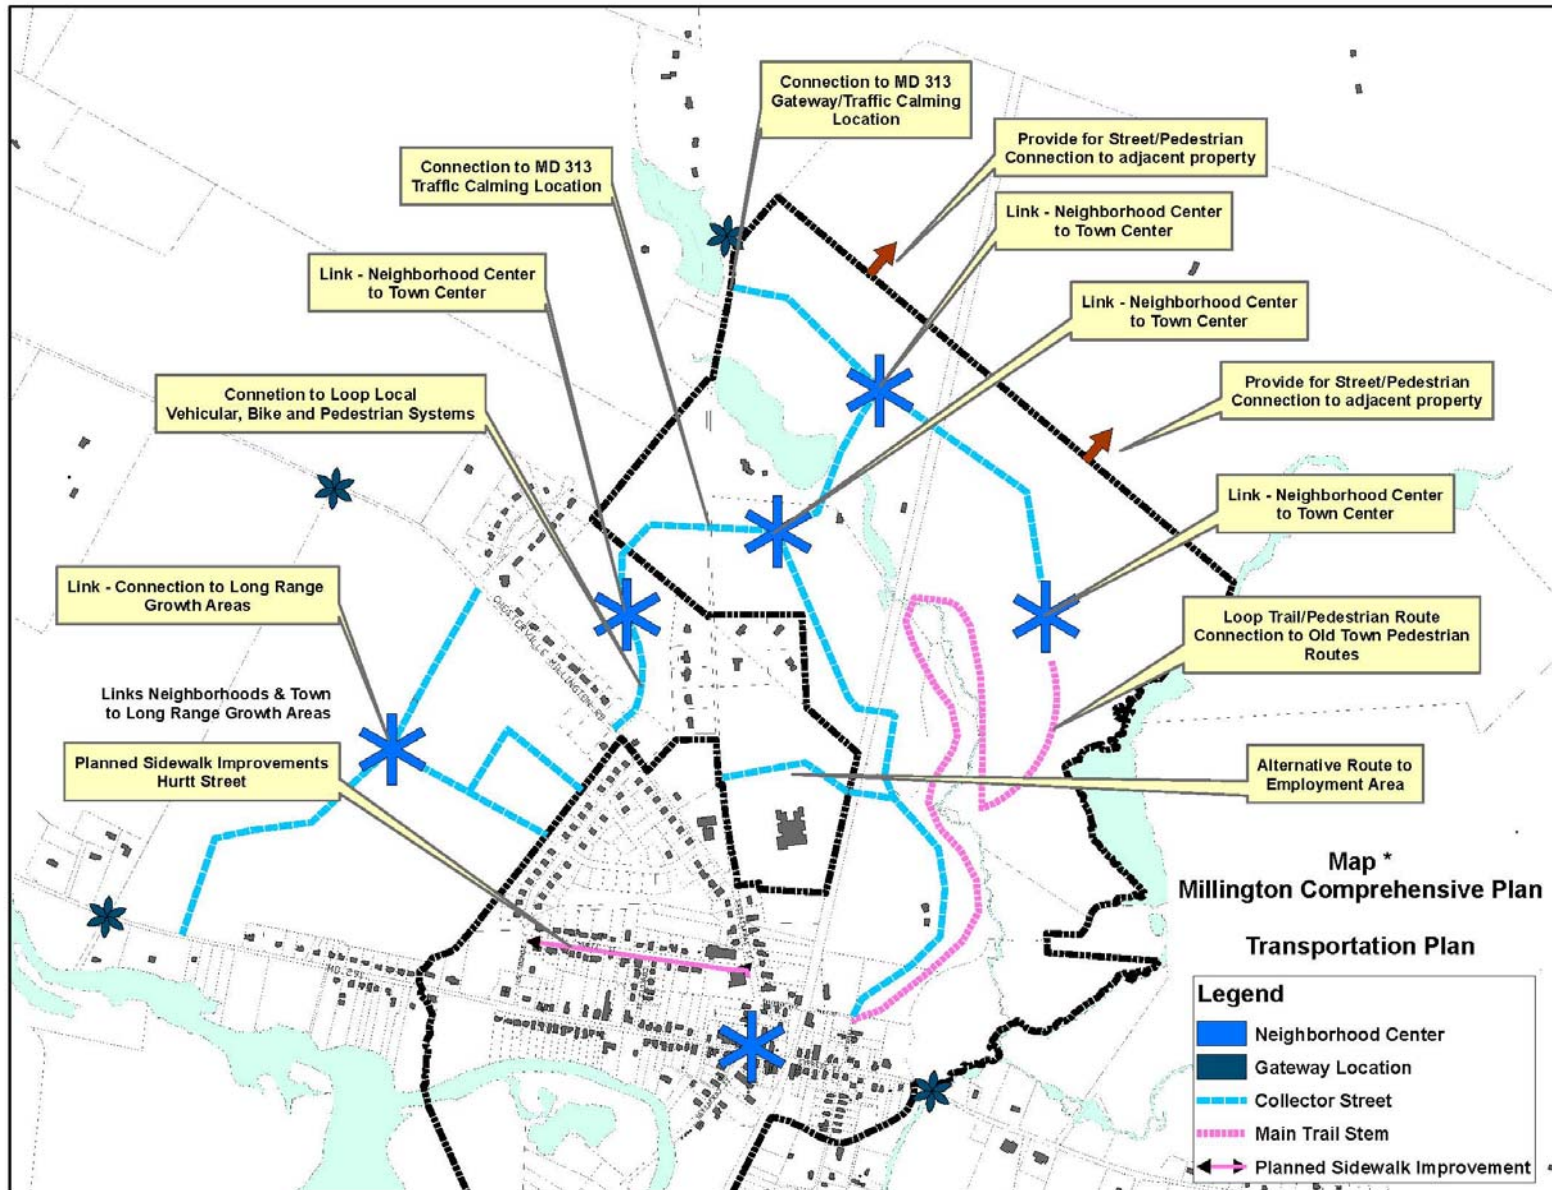 Connection to MD 313
Gateway/Traffic Calming
Location
Provide for Street/Pedestrian
Connection to adjacent property
Connection to MD 313
Traffic Calming Location
Link - Neighborhood Center
to Town Center
Link - Neighborhood Center
to Town Center
Link - Neighborhood Center
to Town Center
Connetion to Loop Local
Vehicular, Bike and Pedestrian Systems
Provide for Street/Pedestrian
Connection to adjacent property
Link - Neighborhood Center
to Town Center
Link - Connection to Long Range
Growth Areas
CHESTERVILLE MILLINGTON RD
Loop Trail/Pedestrian Route
Connection to Old Town Pedestrian
Routes
Links Neighborhoods & Town
to Long Range Growth Areas
Planned Sidewalk Improvements
Hurtt Street
Alternative Route to
Employment Area
Map *
Millington Comprehensive Plan
Transportation Plan
MD 291
Legend
Neighborhood Center
Gateway Location
Collector Street
Main Trail Stem
Planned Sidewalk Improvement